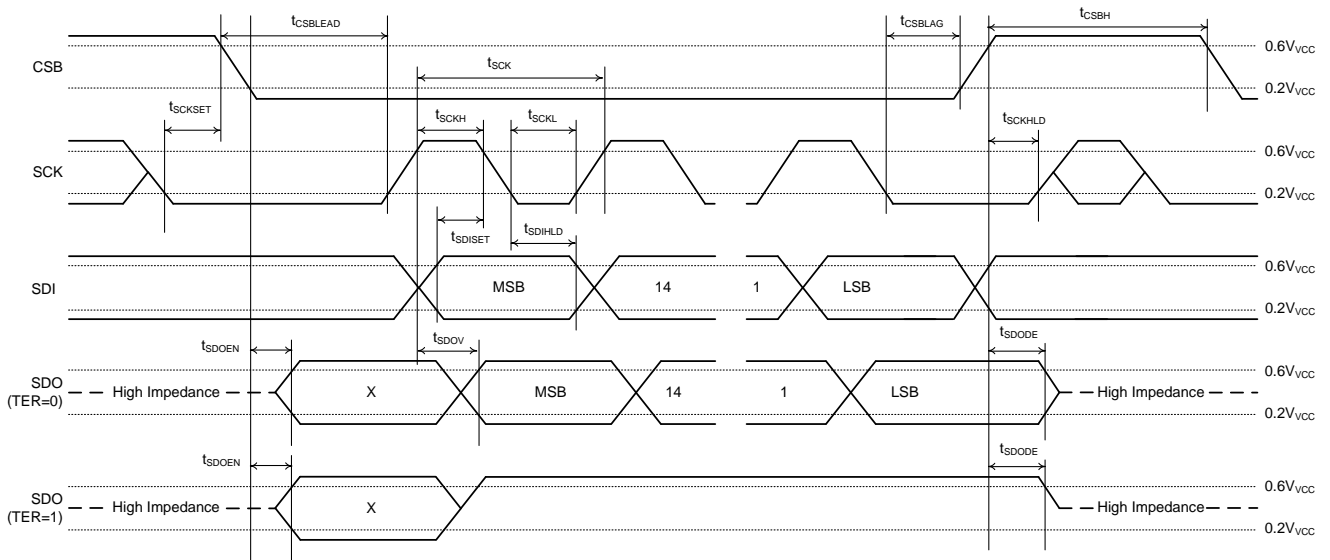 tCSBLEAD
tCSBLAG
tCSBH
CSB
0.6VVCC
0.2VVCC
tSCK
tSCKSET
tSCKH
tSCKL
tSCKHLD
SCK
0.6VVCC
0.2VVCC
tSDISET
tSDIHLD
SDI
MSB
14
1
LSB
0.6VVCC
0.2VVCC
tSDOEN
tSDOV
tSDODE
SDO
(TER=0)
High Impedance
X
MSB
14
1
LSB
High Impedance
0.6VVCC
0.2VVCC
tSDOEN
tSDODE
SDO
(TER=1)
High Impedance
X
High Impedance
0.6VVCC
0.2VVCC